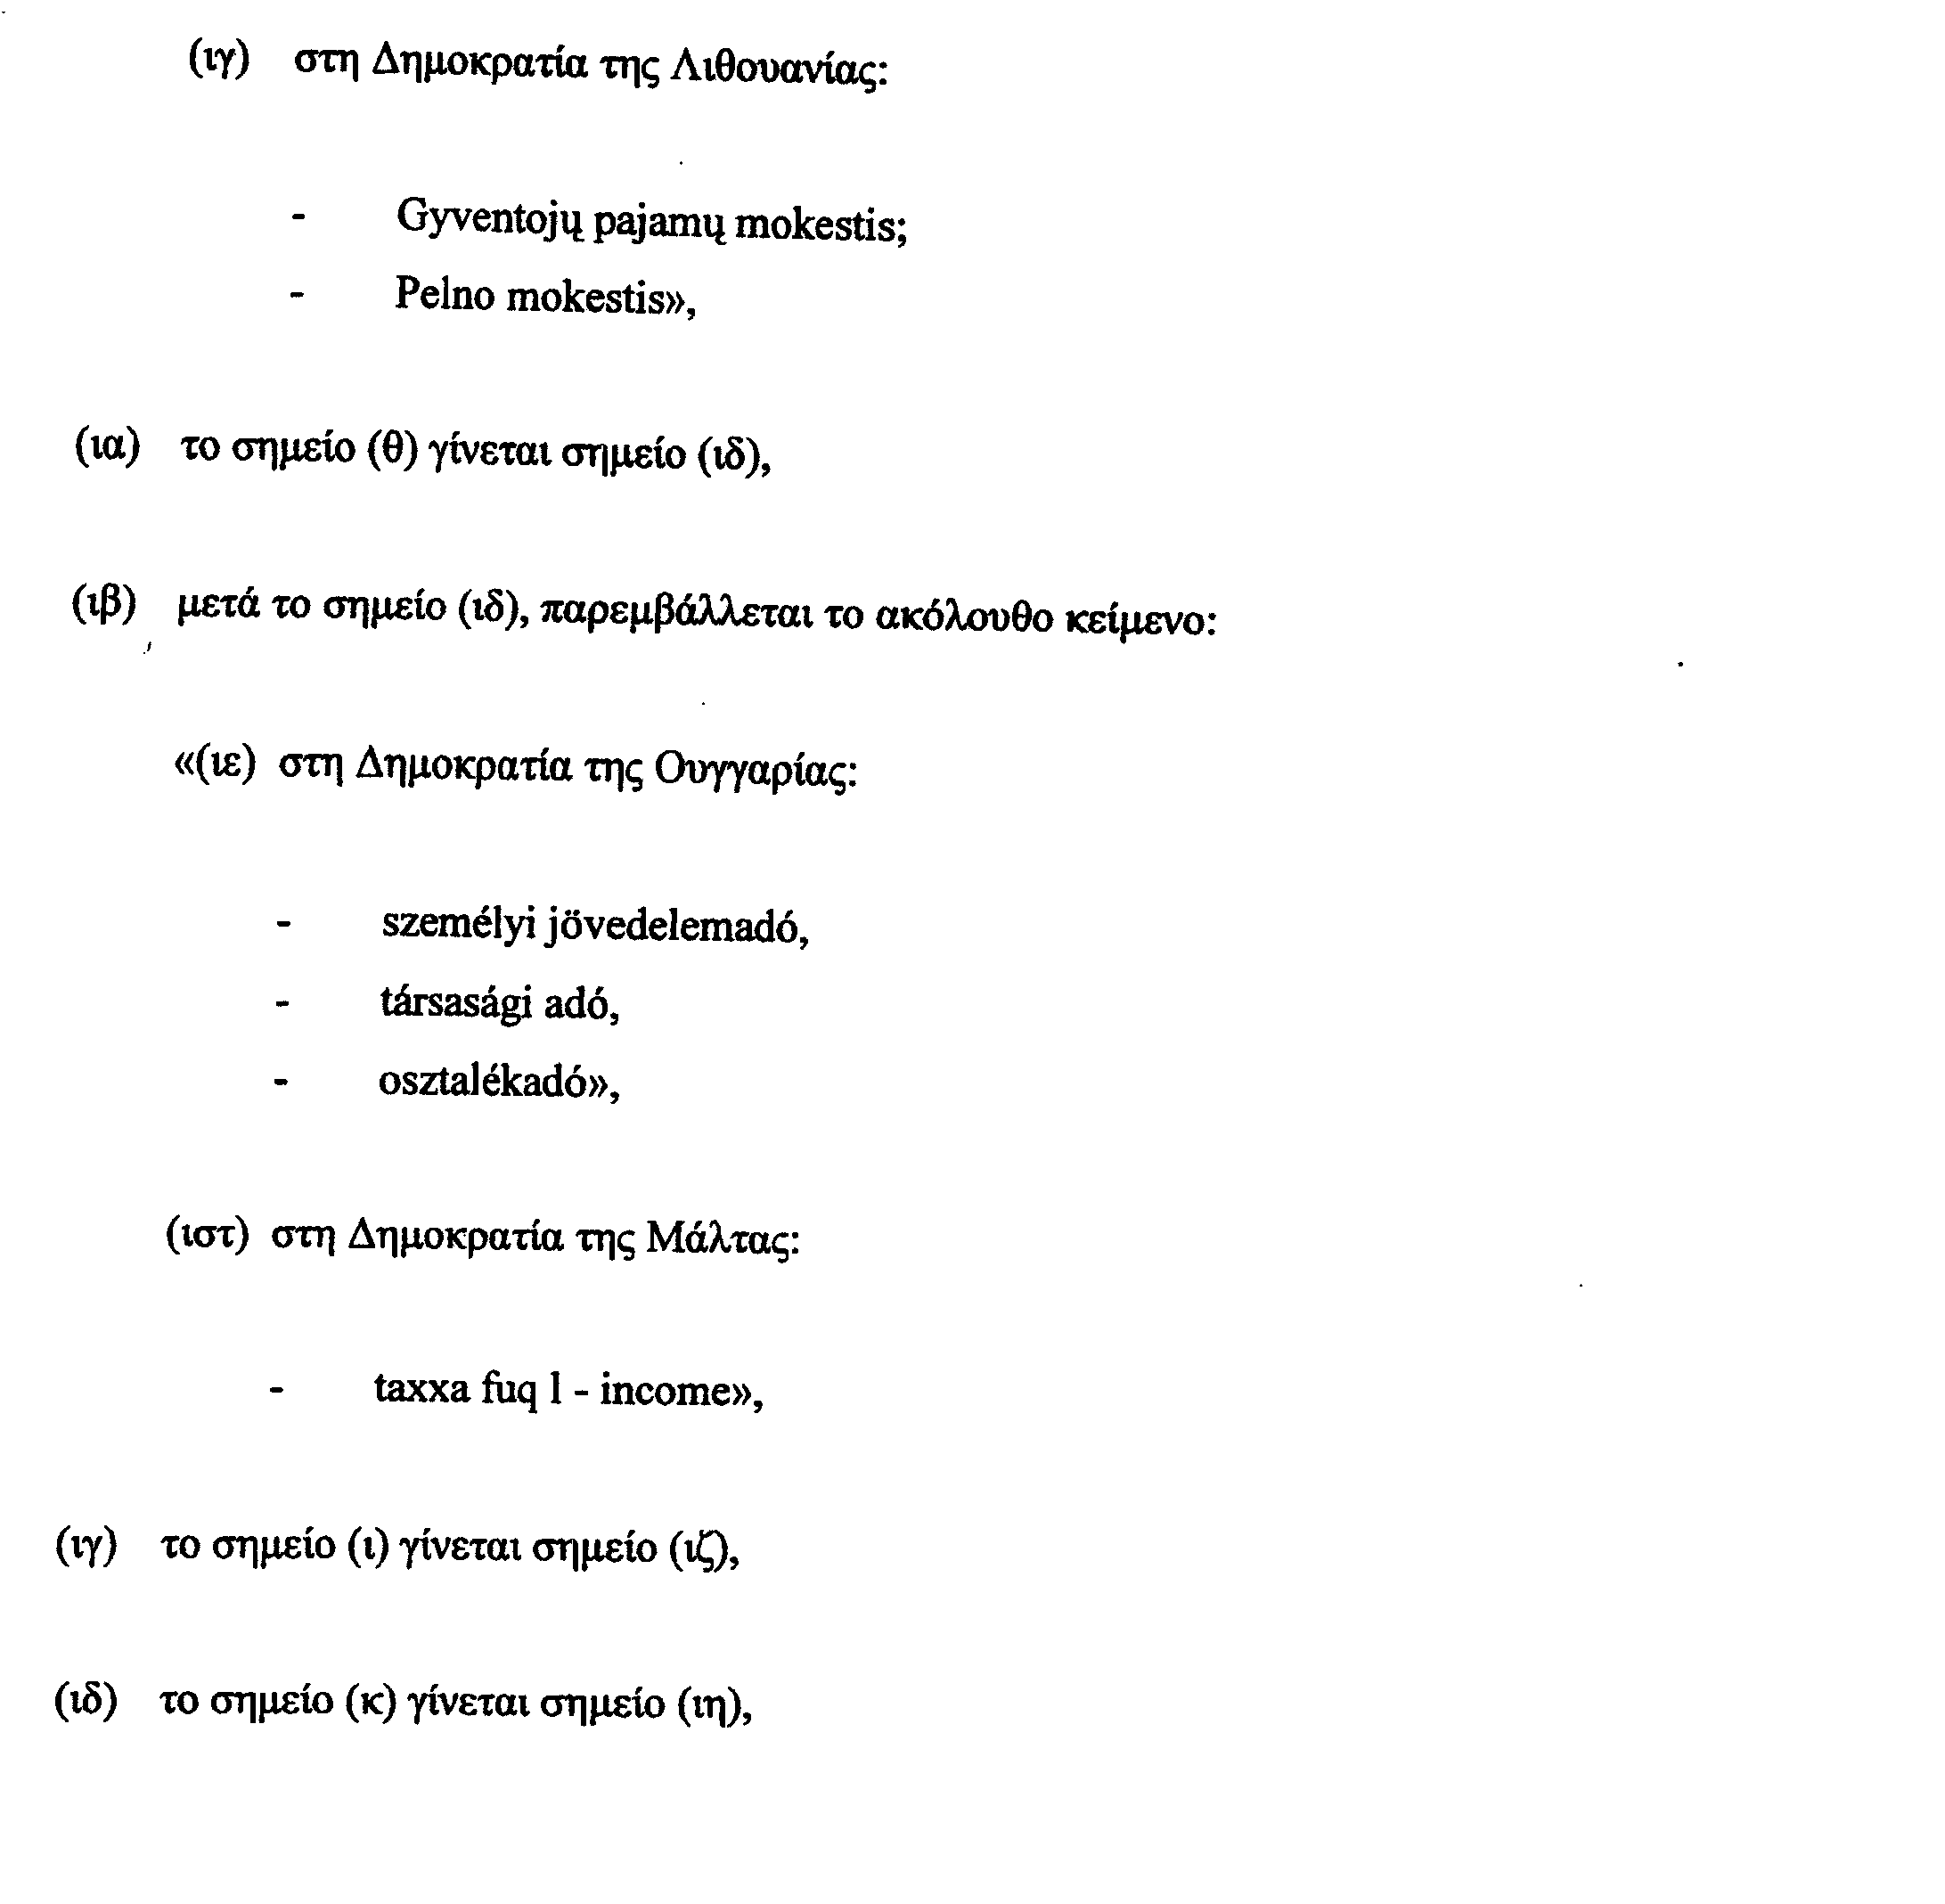 (ιγ) στη Δημοκρατία της Λιθουανίας:
- Gyventojų pajamų mokestis;
- Pelno mokestis»,
(ια) το σημείο (θ) γίνεται σημείο (ιδ),
(ιβ) μετά το σημείο (ιδ), παρεμβάλλεται το ακόλουθο κείμενο:
«(ιε) στη Δημοκρατία της Ουγγαρίας:
- személyi jövedelemadó,
- társasági adó,
- osztalékadó»,
(ιστ) στη Δημοκρατία της Μάλτας:
- taxxa fuq l - income»,
(ιγ) το σημείο (ι) γίνεται σημείο (ιζ),
(ιδ) το σημείο (κ) γίνεται σημείο (ιη),